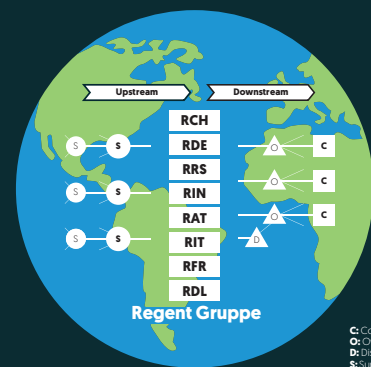 Upstream Downstream
RCH
S S RDE O C
RRS
O C
S S RIN
RAT O C
S S RIT D
RFR
RDL
Regent Gruppe
C:
O:
D:
S: